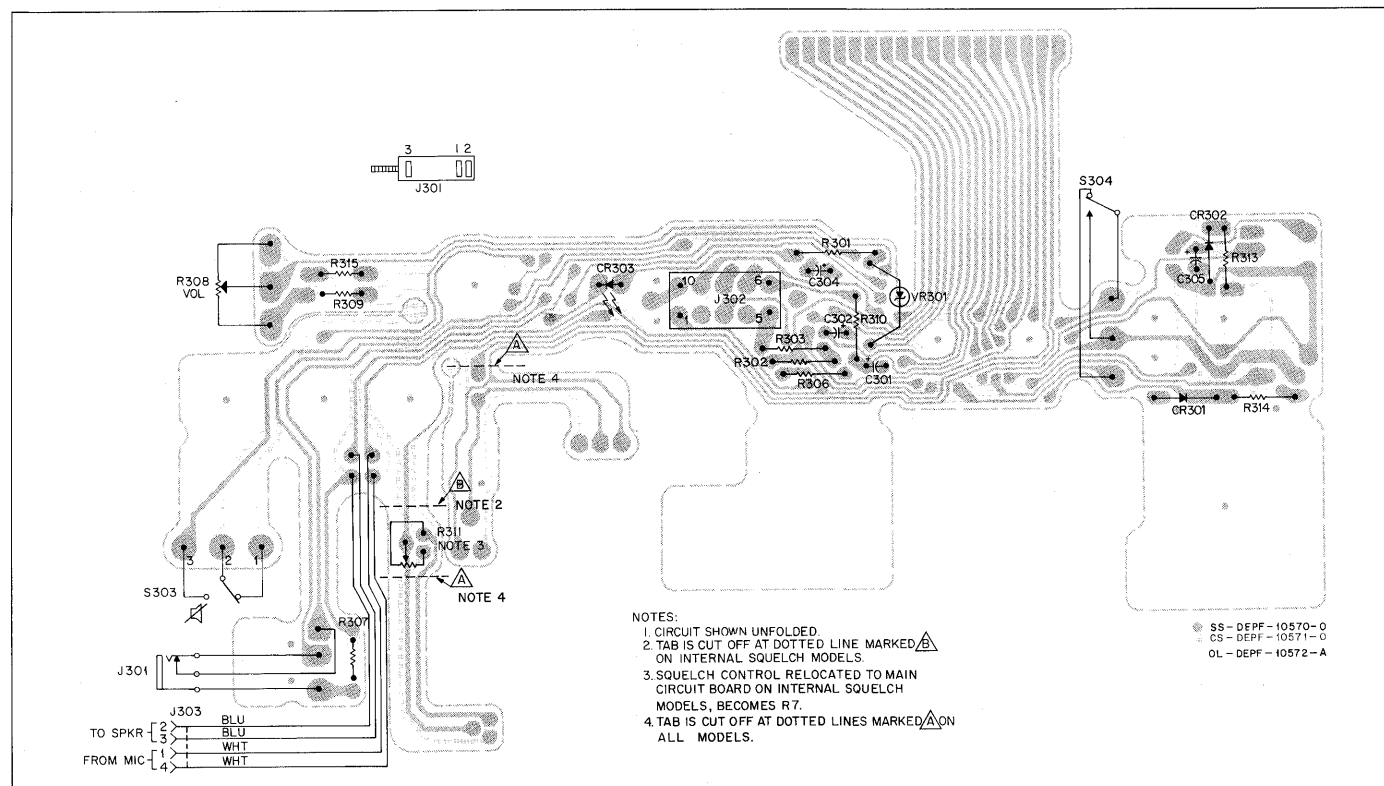 3 1 2
J301
S304
CR302
R313
C305
R301
C304
VR301
R308
VOL
R315
R309
CR303
10 6
J302
1 5
C302
R310
R303
R302
R306
C301
A
NOTE 4
CR301
R314
B
NOTE 2
R311
NOTE 3
A
NOTE 4
3 2 1
S303
R307
J301
J303
TO SPKR
2 BLU
3 BLU
FROM MIC
1 WHT
4 WHT
NOTES:
1. CIRCUIT SHOWN UNFOLDED.
2. TAB IS CUT OFF AT DOTTED LINE MARKED B
ON INTERNAL SQUELCH MODELS.
3. SQUELCH CONTROL RELOCATED TO MAIN
CIRCUIT BOARD ON INTERNAL SQUELCH
MODELS, BECOMES R7.
4. TAB IS CUT OFF AT DOTTED LINES MARKED A ON
ALL MODELS.
SS-DEPF-10570-O
CS-DEPF-10571-O
OL-DEPF-10572-A